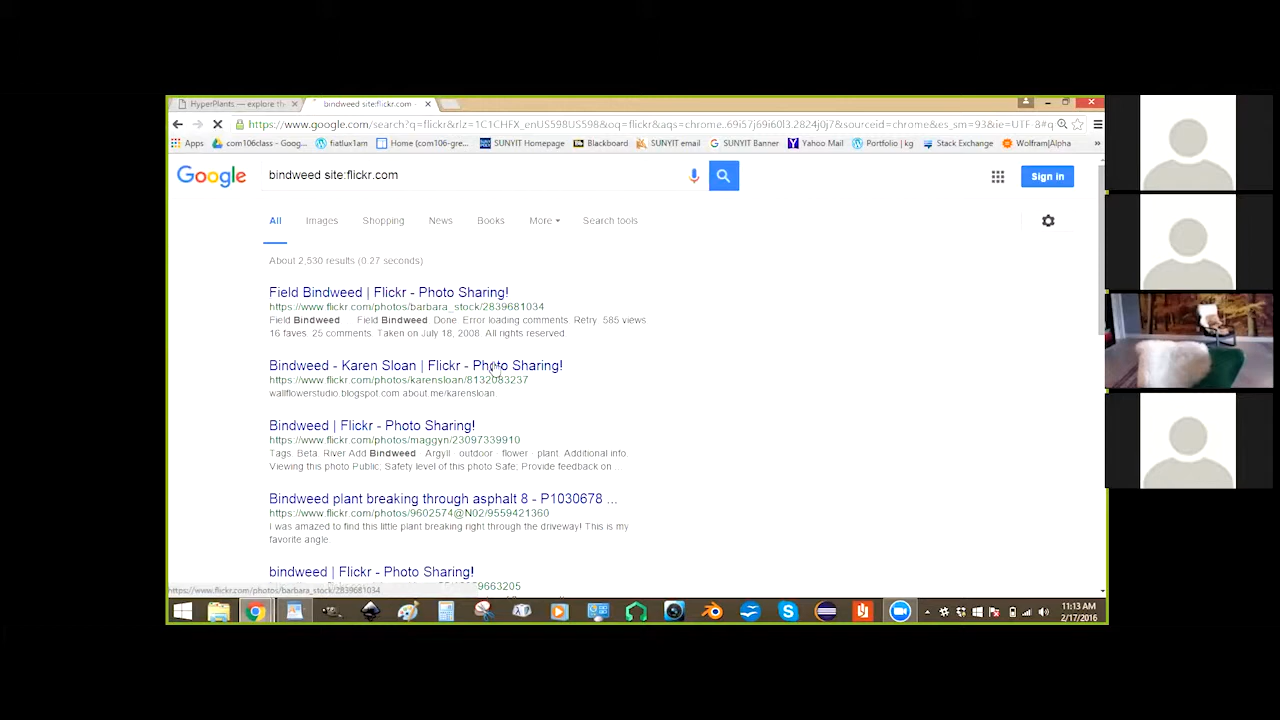 HyperPlants — explore th
bindweed site:flickr.com
https://www.google.com/search?q=flickr&rlz=1C1CHFX_enUS598US598&oq=flickr&aqs=chrome..69i57j69i60l3.2824j0j7&sourceid=chrome&es_sm=93&ie=UTF-8#q
Apps com106class - Goog... fiatlux1am Home (com106-gre... SUNYIT Homepage Blackboard SUNYIT email SUNYIT Banner Yahoo Mail Portfolio | kg Stack Exchange Wolfram|Alpha »
Google bindweed site:flickr.com Sign in
All Images Shopping News Books More Search tools
About 2,530 results (0.27 seconds)
Field Bindweed | Flickr - Photo Sharing!
https://www.flickr.com/photos/barbara_stock/2839681034
Field Bindweed Field Bindweed. Done. Error loading comments. Retry. 585 views
16 faves. 25 comments. Taken on July 18, 2008. All rights reserved
Bindweed - Karen Sloan | Flickr - Photo Sharing!
https://www.flickr.com/photos/karensloan/8132083237
wallflowerstudio.blogspot.com about.me/karensloan.
Bindweed | Flickr - Photo Sharing!
https://www.flickr.com/photos/maggyn/23097339910
Tags. Beta. River Add Bindweed · Argyll · outdoor · flower · plant. Additional info.
Viewing this photo Public; Safety level of this photo Safe; Provide feedback on ...
Bindweed plant breaking through asphalt 8 - P1030678 ...
https://www.flickr.com/photos/9602574@N02/9559421360
I was amazed to find this little plant breaking right through the driveway! This is my
favorite angle
bindweed | Flickr - Photo Sharing!
9663205
https://www.flickr.com/photos/barbara_stock/2839681034
11:13 AM
2/17/2016